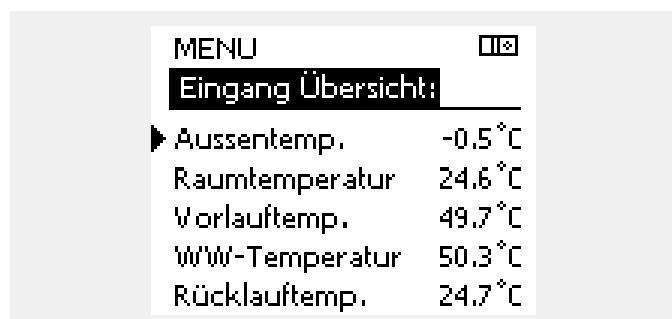 MENU
Eingang Übersicht:
Aussentemp. -0.5°C
Raumtemperatur 24.6°C
Vorlauftemp. 49.7°C
WW-Temperatur 50.3°C
Rücklauftemp. 24.7°C